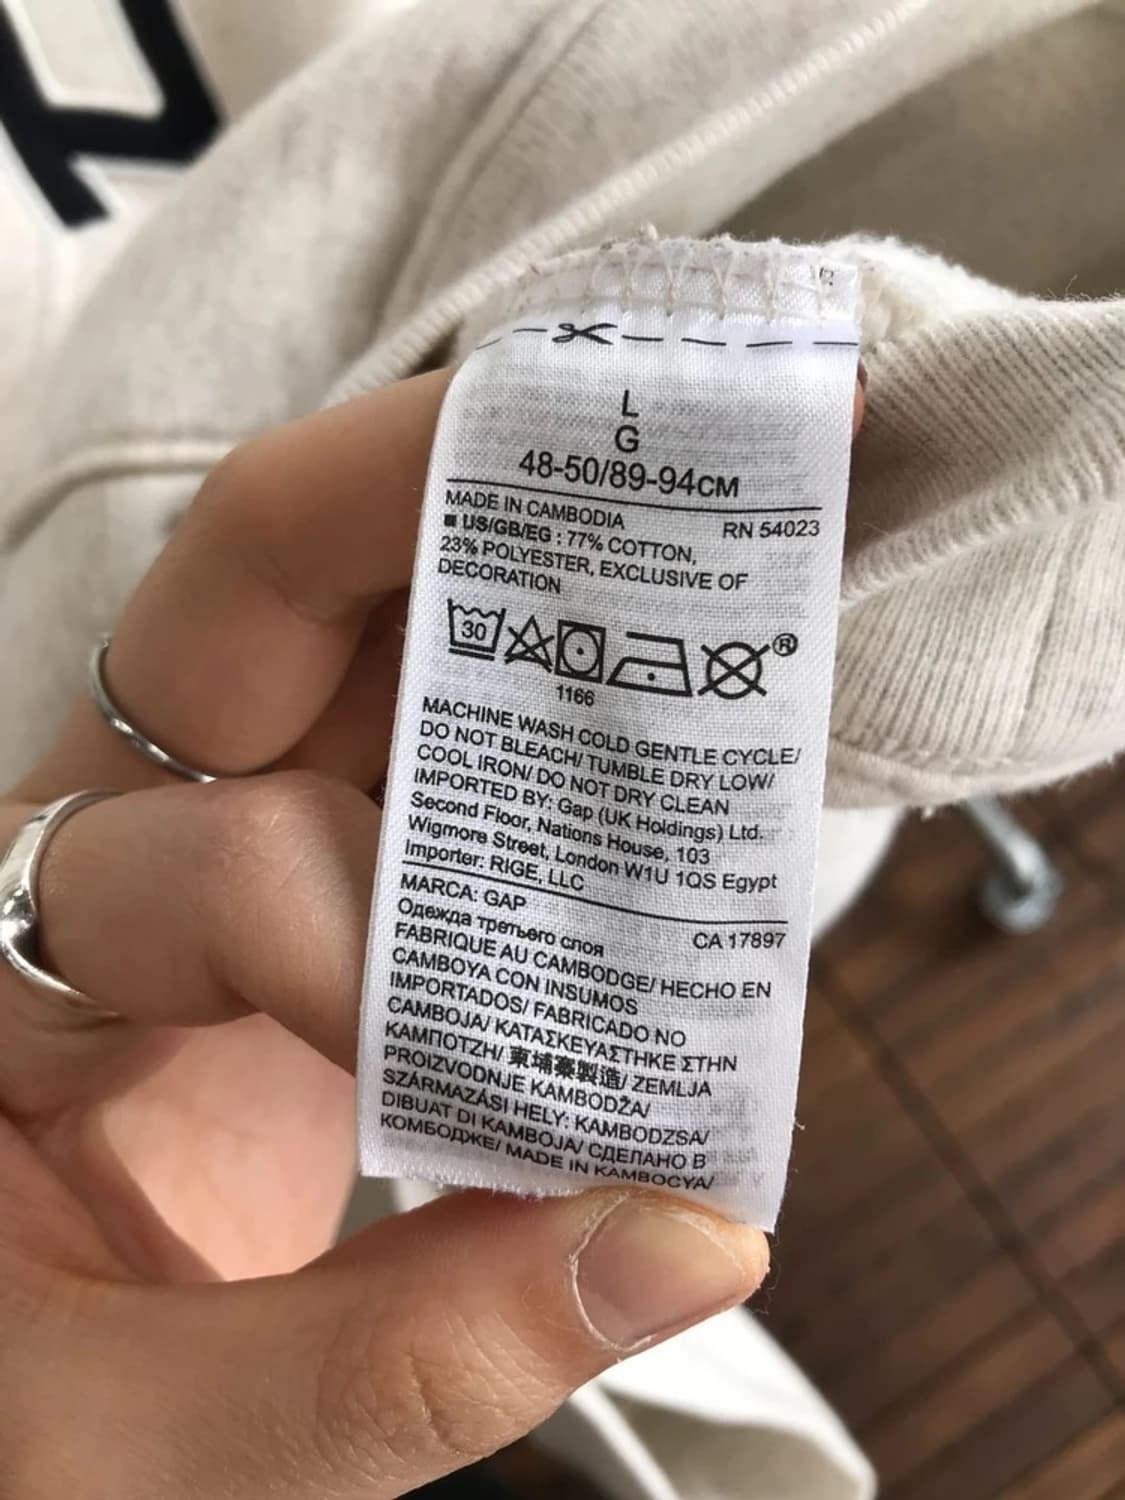 L
G
48-50/89-94CM
MADE IN CAMBODIA RN 54023
■ US/GB/EG : 77% COTTON,
23% POLYESTER, EXCLUSIVE OF
DECORATION
30
®
1166
MACHINE WASH COLD GENTLE CYCLE/
DO NOT BLEACH/ TUMBLE DRY LOW/
COOL IRON/ DO NOT DRY CLEAN
IMPORTED BY: Gap (UK Holdings) Ltd.
Second Floor, Nations House, 103
Wigmore Street, London W1U 1QS Egypt
Importer: RIGE, LLC
MARCA: GAP CA 17897
Одежда третьего слоя
FABRIQUE AU CAMBODGE/ HECHO EN
CAMBOYA CON INSUMOS
IMPORTADOS/ FABRICADO NO
CAMBOJA/ ΚΑΤΑΣΚΕΥΑΣΤΗΚΕ ΣΤΗΝ
ΚΑΜΠΟΤΖΗ/ 柬埔寨製造/ ZEMLJA
PROIZVODNJE KAMBODŽA/
SZÁRMAZÁSI HELY: KAMBODZSA/
DIBUAT DI KAMBOJA/ СДЕЛАНО В
КОМБОДЖЕ/ MADE IN KAMBOCYA/